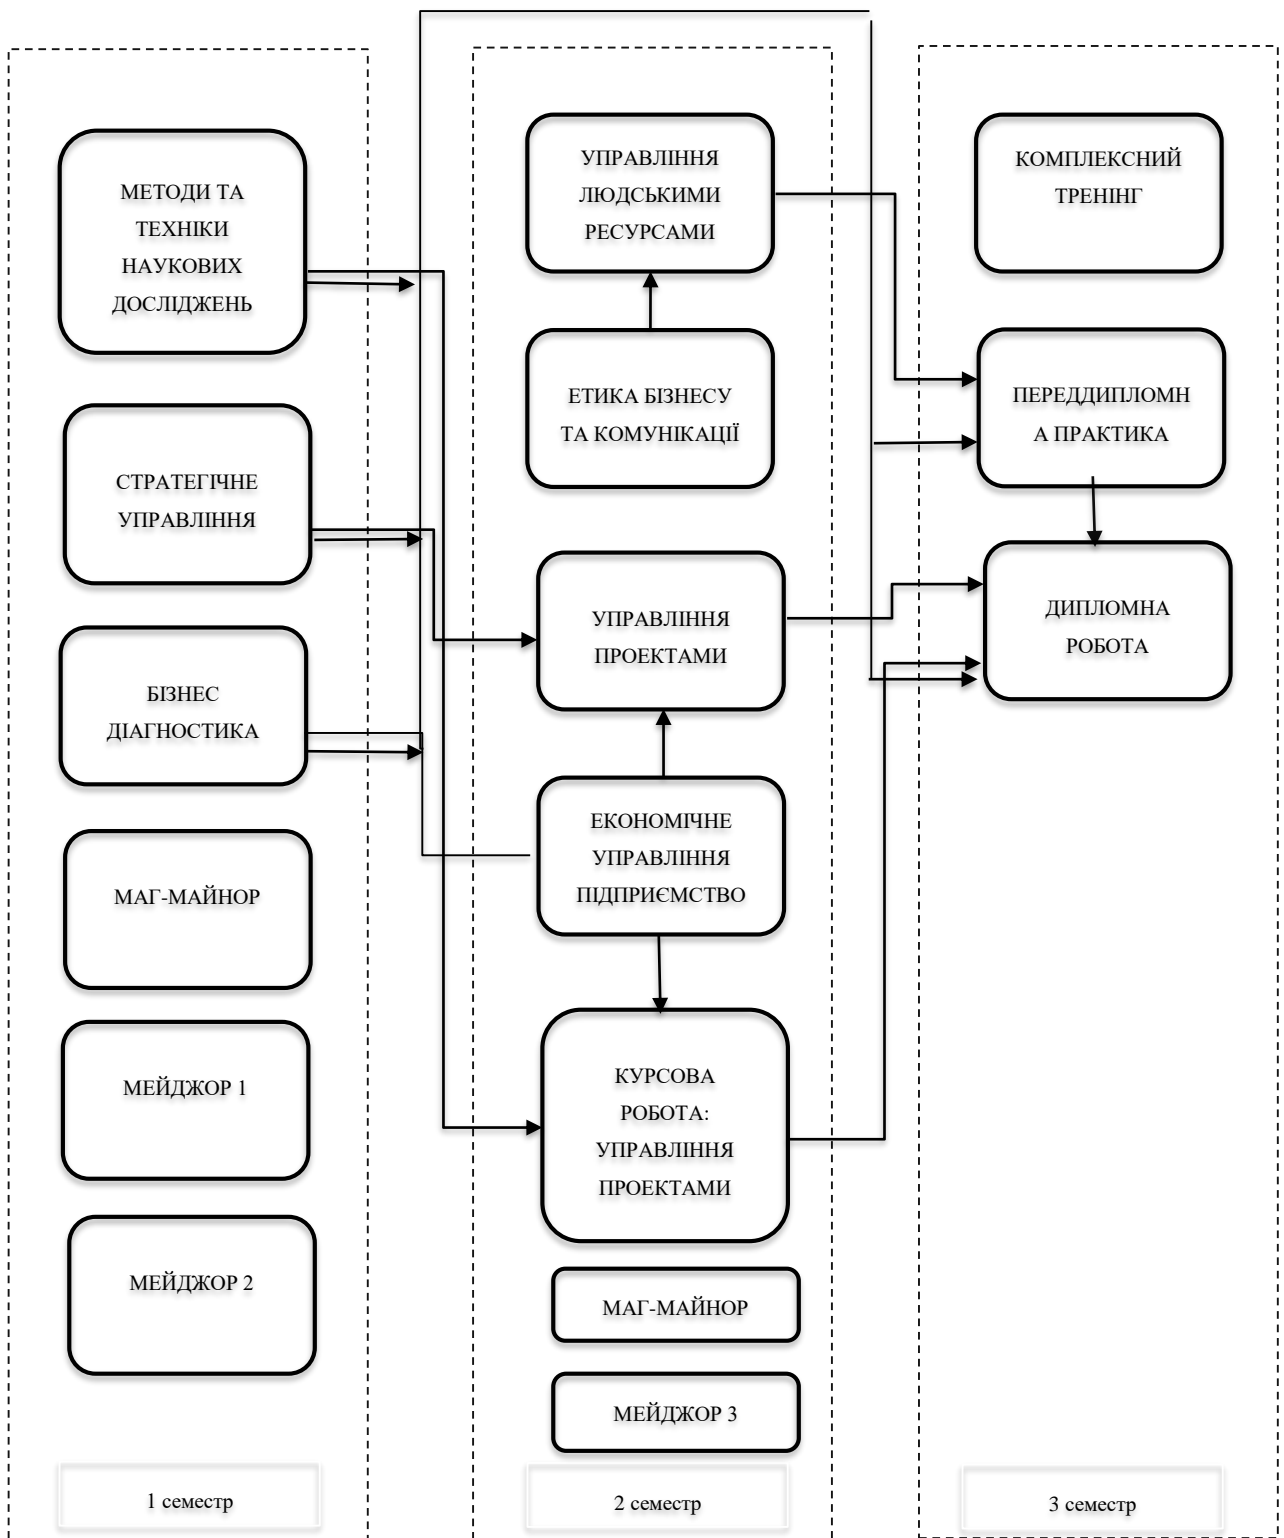 МЕТОДИ ТА
ТЕХНІКИ
НАУКОВИХ
ДОСЛІДЖЕНЬ
СТРАТЕГІЧНЕ
УПРАВЛІННЯ
БІЗНЕС
ДІАГНОСТИКА
МАГ-МАЙНОР
МЕЙДЖОР 1
МЕЙДЖОР 2
1 семестр
УПРАВЛІННЯ
ЛЮДСЬКИМИ
РЕСУРСАМИ
ЕТИКА БІЗНЕСУ
ТА КОМУНІКАЦІЇ
УПРАВЛІННЯ
ПРОЕКТАМИ
ЕКОНОМІЧНЕ
УПРАВЛІННЯ
ПІДПРИЄМСТВО
КУРСОВА
РОБОТА:
УПРАВЛІННЯ
ПРОЕКТАМИ
МАГ-МАЙНОР
МЕЙДЖОР 3
2 семестр
КОМПЛЕКСНИЙ
ТРЕНІНГ
ПЕРЕДДИПЛОМН
А ПРАКТИКА
ДИПЛОМНА
РОБОТА
3 семестр